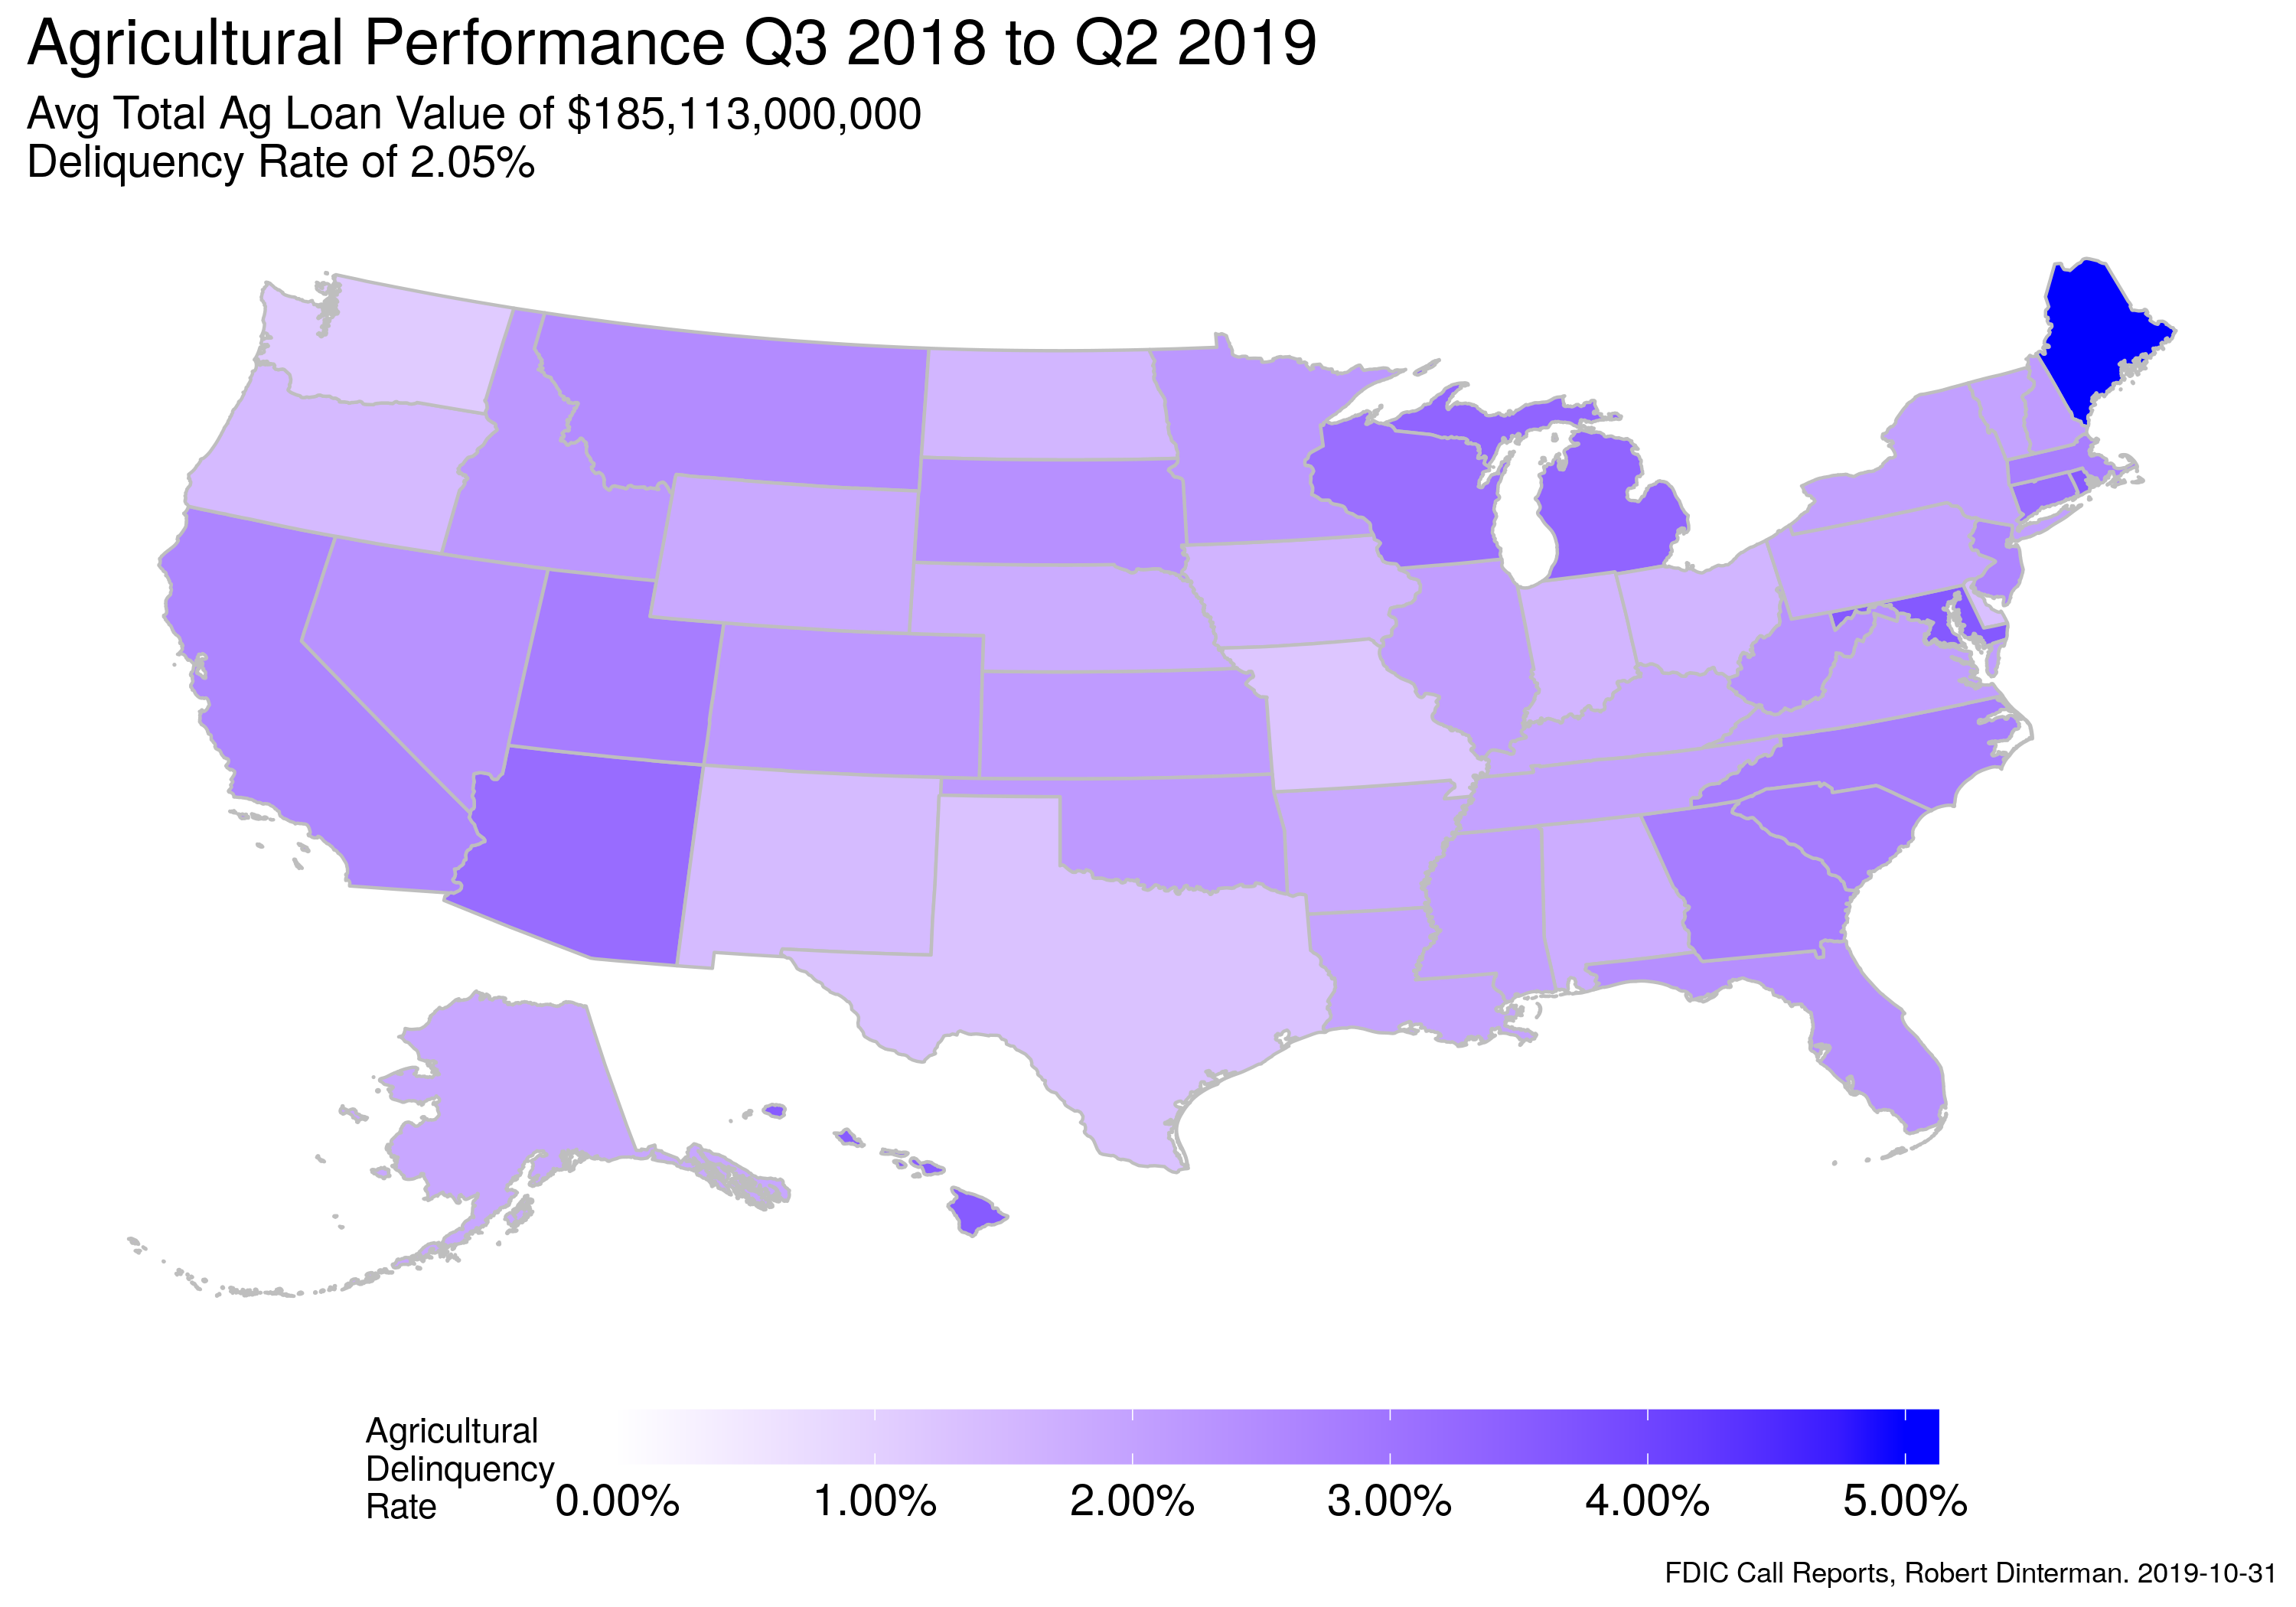 Agricultural Performance Q3 2018 to Q2 2019
Avg Total Ag Loan Value of $185,113,000,000
Deliquency Rate of 2.05%
Agricultural
Delinquency
Rate
0.00% 1.00% 2.00% 3.00% 4.00% 5.00%
FDIC Call Reports, Robert Dinterman. 2019-10-31